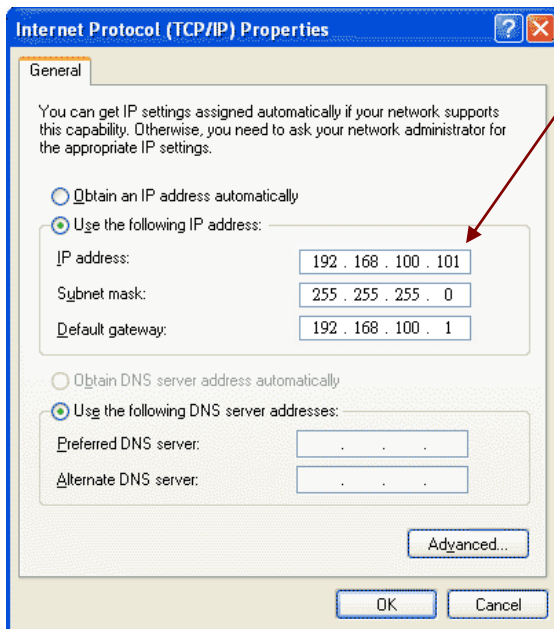 Internet Protocol (TCP/IP) Properties
General
You can get IP settings assigned automatically if your network supports
this capability. Otherwise, you need to ask your network administrator for
the appropriate IP settings.
Obtain an IP address automatically
Use the following IP address:
IP address: 192 . 168 . 100 . 101
Subnet mask: 255 . 255 . 255 . 0
Default gateway: 192 . 168 . 100 . 1
Obtain DNS server address automatically
Use the following DNS server addresses:
Preferred DNS server: . . .
Alternate DNS server: . . .
Advanced...
OK Cancel